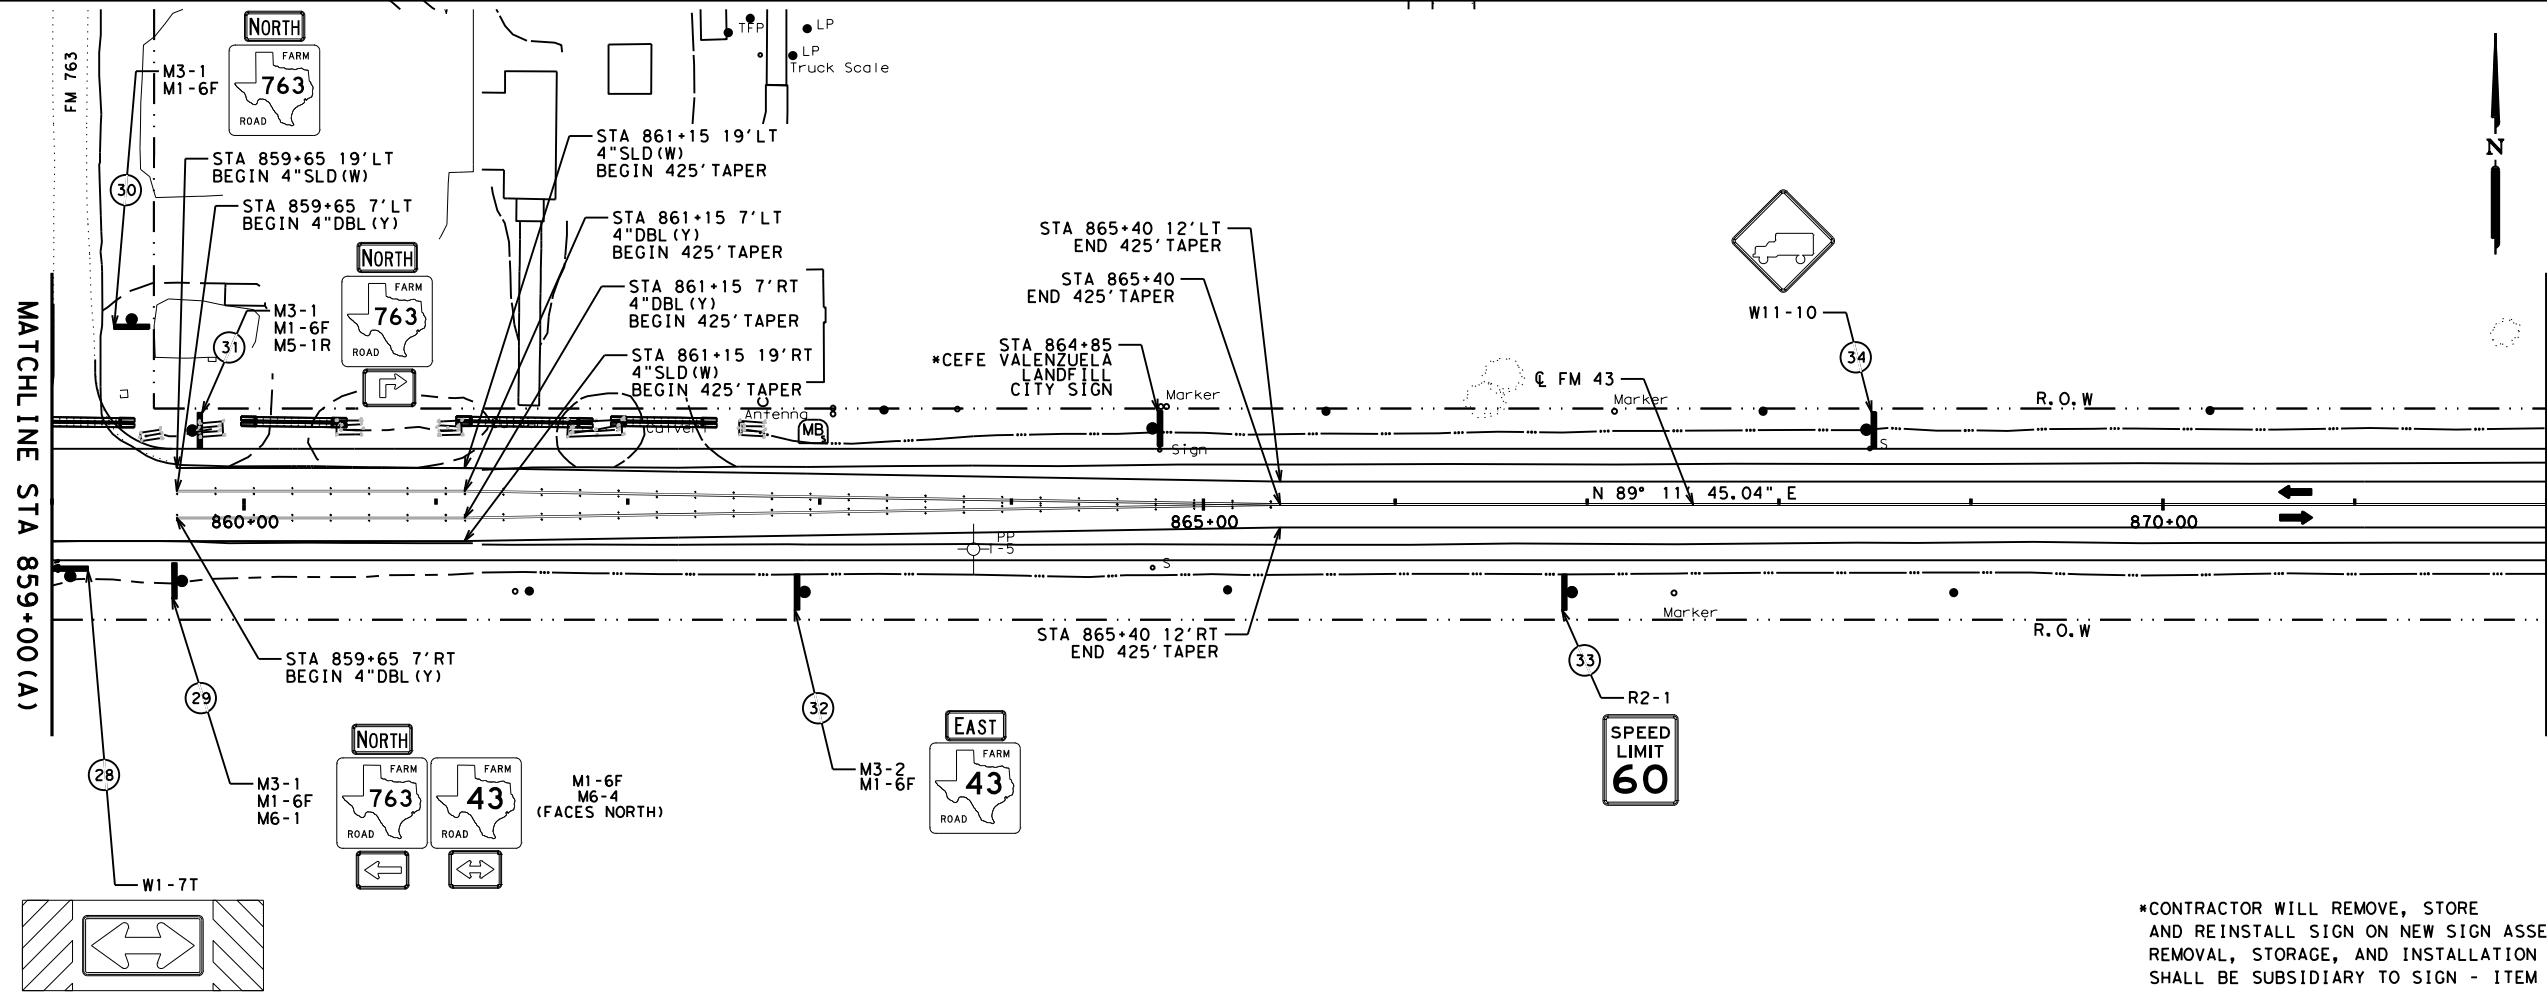 FM 763
NORTH
FARM
763
ROAD
M3-1
M1-6F
30
TFP
LP
LP
Truck Scale
STA 859+65 19'LT
BEGIN 4"SLD(W)
STA 859+65 7'LT
BEGIN 4"DBL(Y)
STA 861+15 19'LT
4"SLD(W)
BEGIN 425'TAPER
STA 861+15 7'LT
4"DBL(Y)
BEGIN 425'TAPER
STA 861+15 7'RT
4"DBL(Y)
BEGIN 425'TAPER
STA 861+15 19'RT
4"SLD(W)
BEGIN 425'TAPER
NORTH
FARM
763
ROAD
M3-1
M1-6F
M5-1R
31
STA 865+40 12'LT
END 425'TAPER
STA 865+40
END 425'TAPER
STA 864+85
*CEFE VALENZUELA
LANDFILL
CITY SIGN
Marker
Sign
Antenna
MB
S
W11-10
34
℄ FM 43
Marker
R.O.W
S
N
MATCHLINE STA 859+00(A)
860+00
865+00
870+00
N 89° 11' 45.04" E
PP
T-5
S
Marker
R.O.W
STA 865+40 12'RT
END 425'TAPER
STA 859+65 7'RT
BEGIN 4"DBL(Y)
28
29
32
33
W1-7T
M3-1
M1-6F
M6-1
NORTH
FARM
763
ROAD
FARM
43
ROAD
M1-6F
M6-4
(FACES NORTH)
M3-2
M1-6F
EAST
FARM
43
ROAD
R2-1
SPEED
LIMIT
60
*CONTRACTOR WILL REMOVE, STORE
AND REINSTALL SIGN ON NEW SIGN ASSE
REMOVAL, STORAGE, AND INSTALLATION
SHALL BE SUBSIDIARY TO SIGN - ITEM